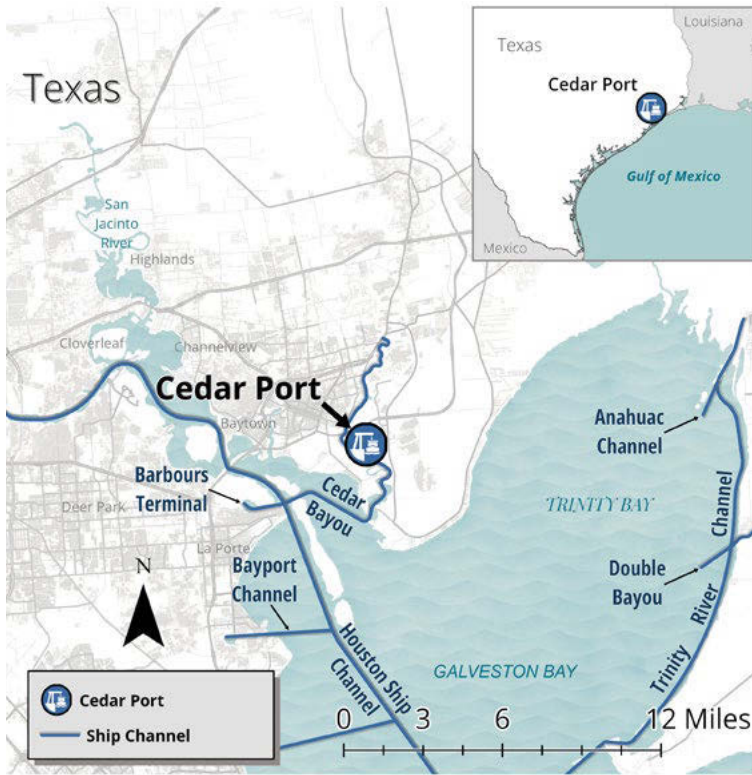 Texas
Louisiana
Texas
Cedar Port
Gulf of Mexico
Mexico
San
Jacinto
River
Highlands
Cloverleaf
Channelview
Cedar Port
Baytown
Anahuac
Channel
Barbours
Terminal
Cedar
Bayou
TRINITY BAY
Channel
Deer Park
La Porte
N
Bayport
Channel
Double
Bayou
River
Houston Ship
Channel
GALVESTON BAY
Trinity
Cedar Port
Ship Channel
0 3 6 12 Miles